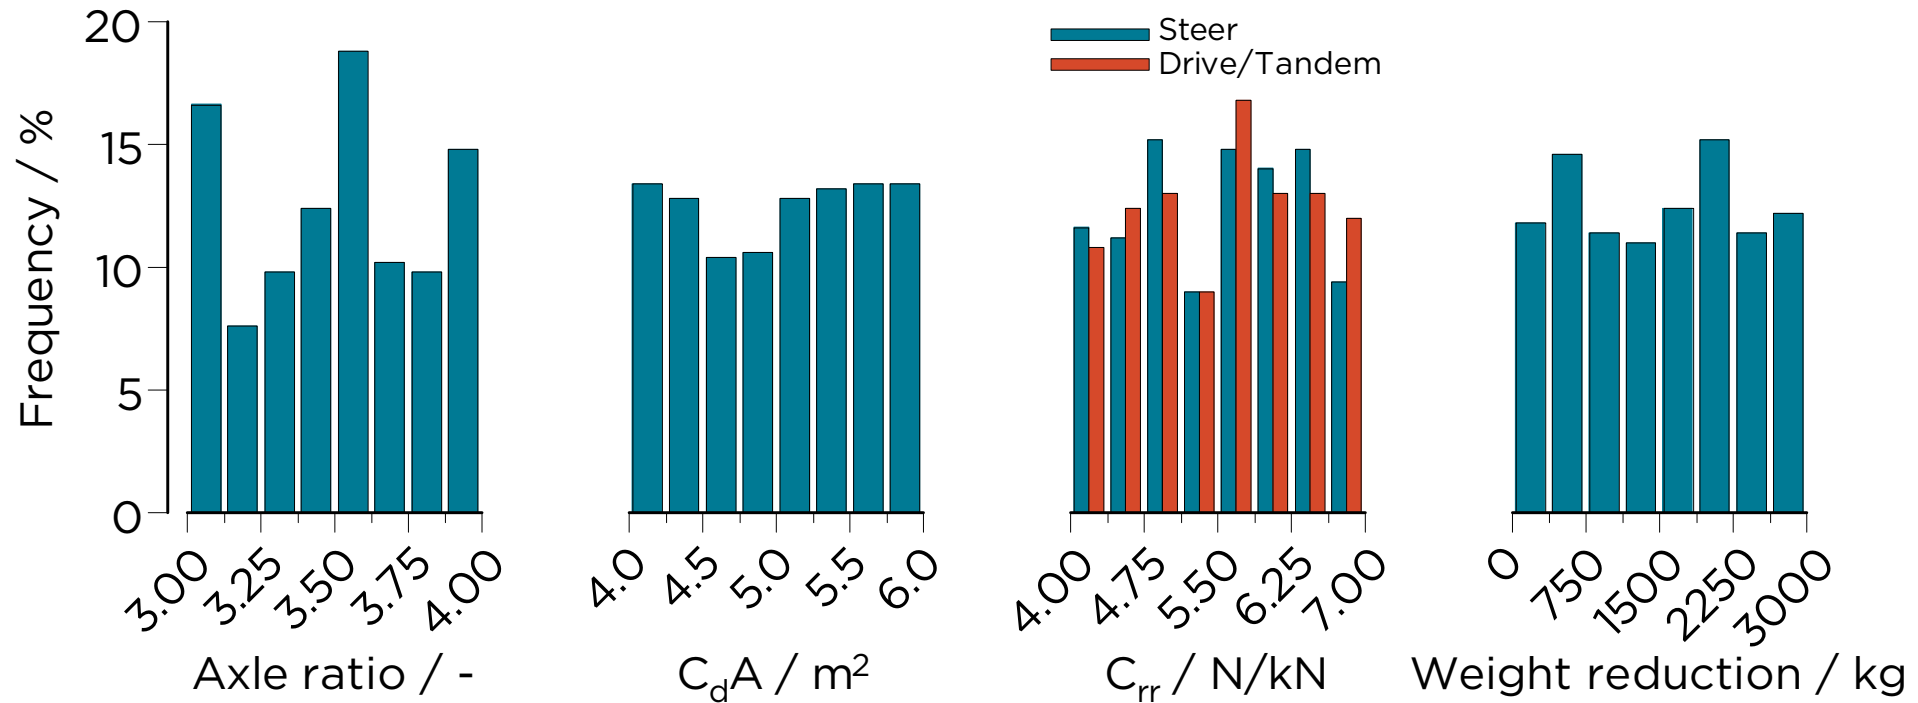 Steer
Drive/Tandem
Frequency / %
20
15
10
5
0
3.00 3.25 3.50 3.75 4.00
4.0 4.5 5.0 5.5 6.0
4.00 4.75 5.50 6.25 7.00
0 750 1500 2250 3000
Axle ratio / -
CdA / m²
Crr / N/kN
Weight reduction / kg